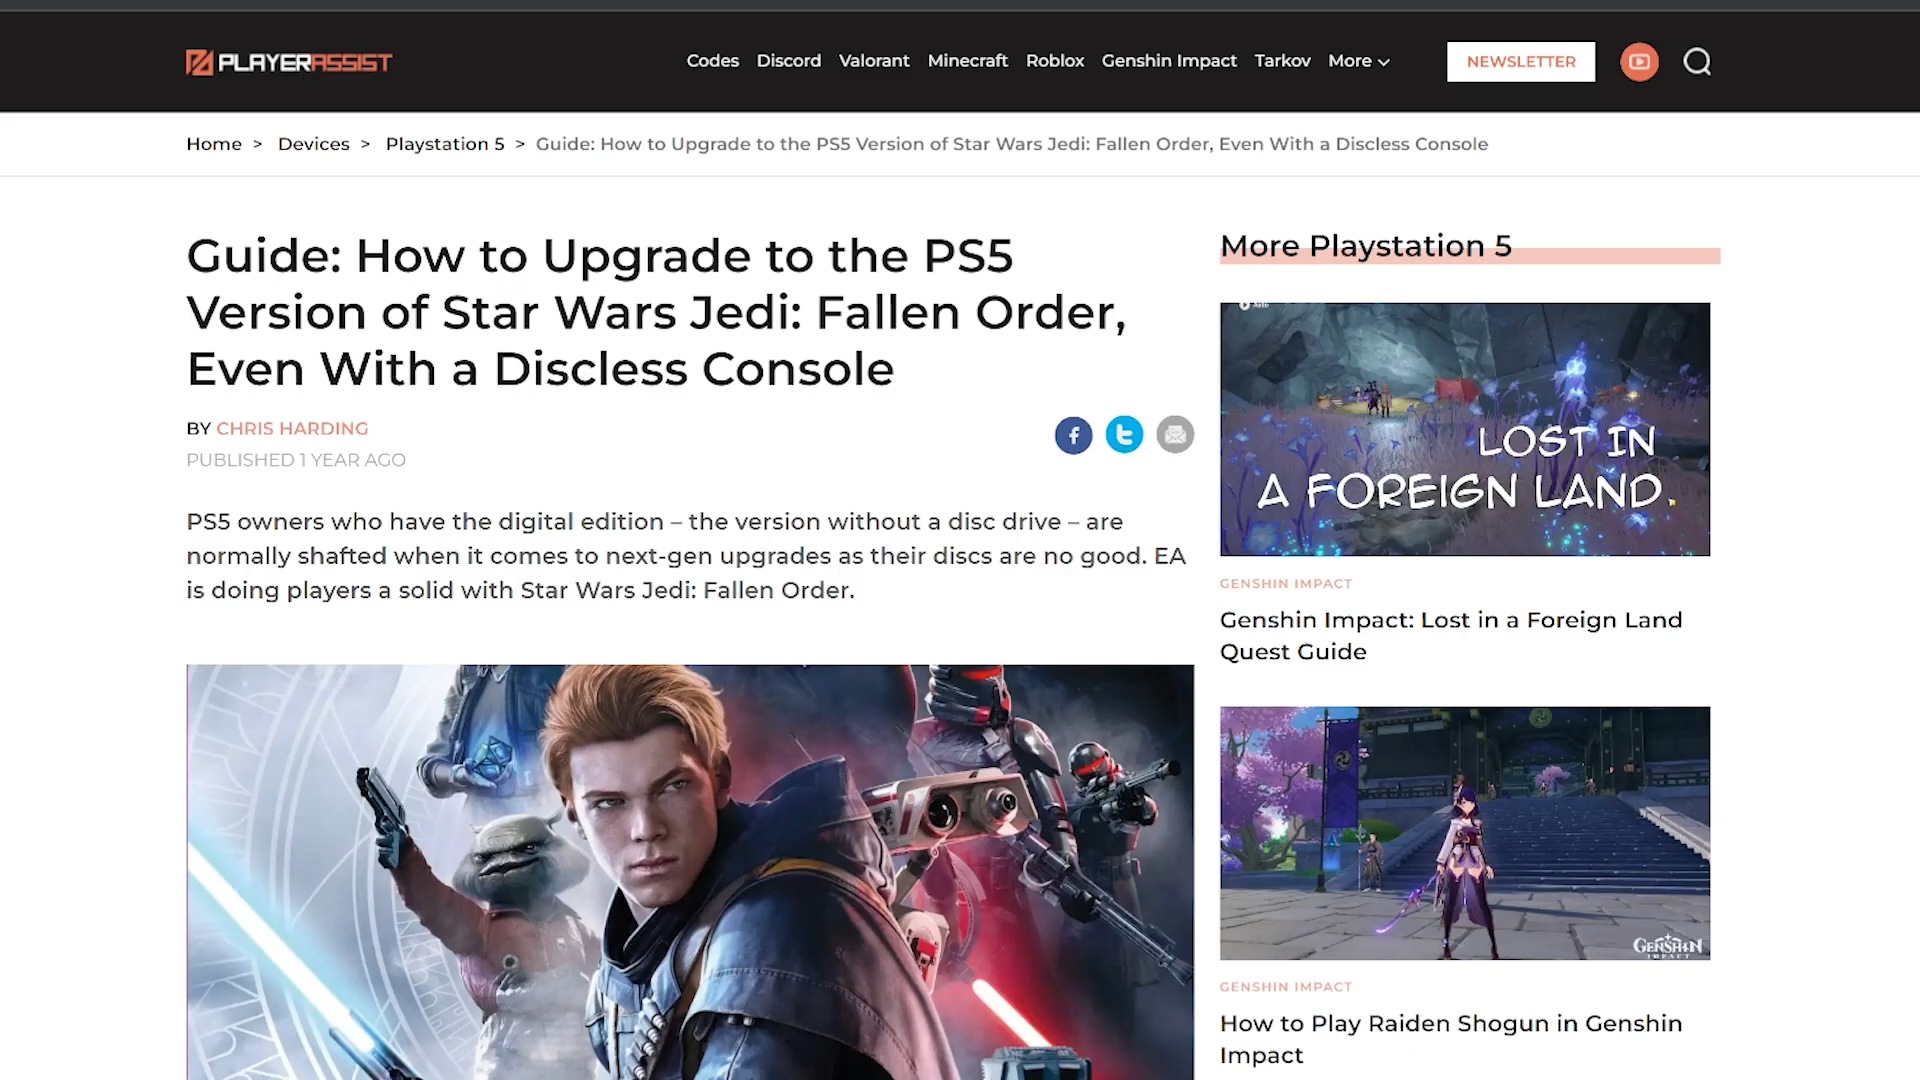 PLAYERASSIST
Codes Discord Valorant Minecraft Roblox Genshin Impact Tarkov More
NEWSLETTER
Home > Devices > Playstation 5 > Guide: How to Upgrade to the PS5 Version of Star Wars Jedi: Fallen Order, Even With a Discless Console
Guide: How to Upgrade to the PS5
Version of Star Wars Jedi: Fallen Order,
Even With a Discless Console
BY CHRIS HARDING
PUBLISHED 1 YEAR AGO
PS5 owners who have the digital edition – the version without a disc drive – are
normally shafted when it comes to next-gen upgrades as their discs are no good. EA
is doing players a solid with Star Wars Jedi: Fallen Order.
More Playstation 5
LOST IN
A FOREIGN LAND.
GENSHIN IMPACT
Genshin Impact: Lost in a Foreign Land
Quest Guide
GENSHIN
IMPACT
GENSHIN IMPACT
How to Play Raiden Shogun in Genshin
Impact